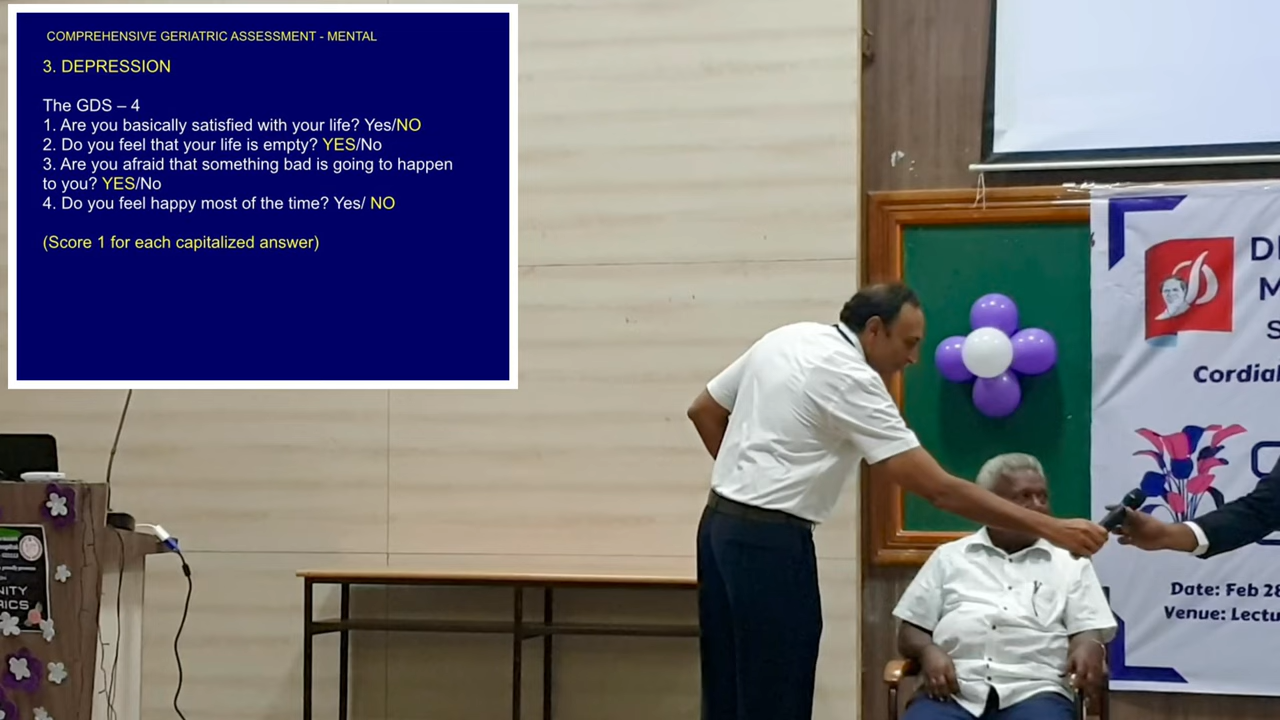 COMPREHENSIVE GERIATRIC ASSESSMENT - MENTAL
3. DEPRESSION
The GDS – 4
1. Are you basically satisfied with your life? Yes/NO
2. Do you feel that your life is empty? YES/No
3. Are you afraid that something bad is going to happen
to you? YES/No
4. Do you feel happy most of the time? Yes/ NO
(Score 1 for each capitalized answer)
Date: Feb 28
Venue: